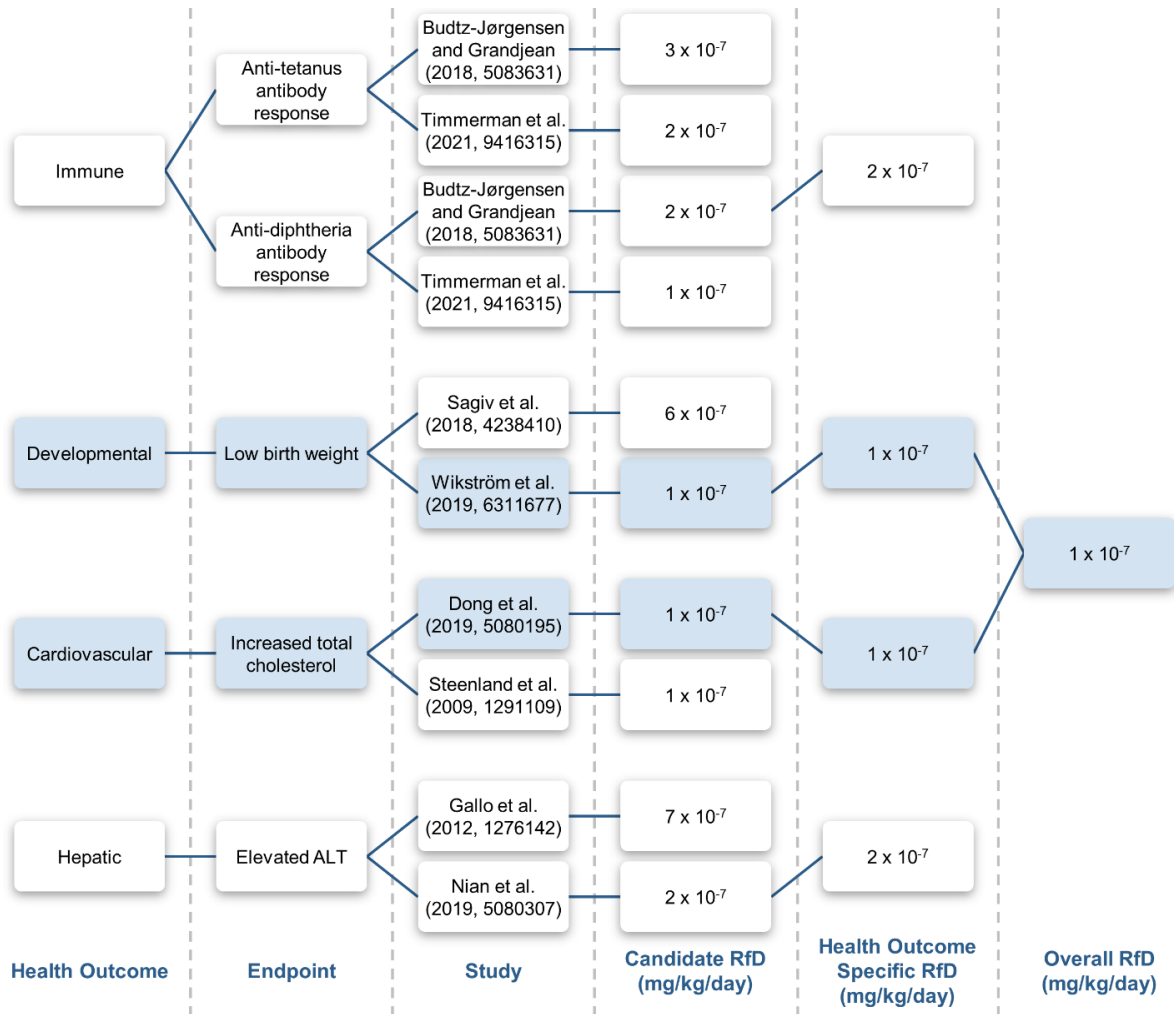 Immune
Anti-tetanus
antibody
response
Budtz-Jørgensen
and Grandjean
(2018, 5083631)
3 x 10⁻⁷
Timmerman et al.
(2021, 9416315)
2 x 10⁻⁷
Anti-diphtheria
antibody
response
Budtz-Jørgensen
and Grandjean
(2018, 5083631)
2 x 10⁻⁷
2 x 10⁻⁷
Timmerman et al.
(2021, 9416315)
1 x 10⁻⁷
Developmental
Low birth weight
Sagiv et al.
(2018, 4238410)
6 x 10⁻⁷
Wikström et al.
(2019, 6311677)
1 x 10⁻⁷
1 x 10⁻⁷
1 x 10⁻⁷
Cardiovascular
Increased total
cholesterol
Dong et al.
(2019, 5080195)
1 x 10⁻⁷
1 x 10⁻⁷
Steenland et al.
(2009, 1291109)
1 x 10⁻⁷
Hepatic
Elevated ALT
Gallo et al.
(2012, 1276142)
7 x 10⁻⁷
Nian et al.
(2019, 5080307)
2 x 10⁻⁷
2 x 10⁻⁷
Health Outcome
Endpoint
Study
Candidate RfD
(mg/kg/day)
Health Outcome
Specific RfD
(mg/kg/day)
Overall RfD
(mg/kg/day)